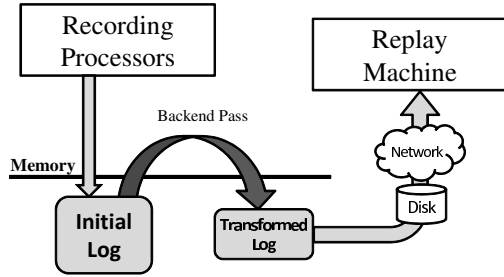 Recording
Processors
Replay
Machine
Backend Pass
Network
Memory
Disk
Initial
Log
Transformed
Log